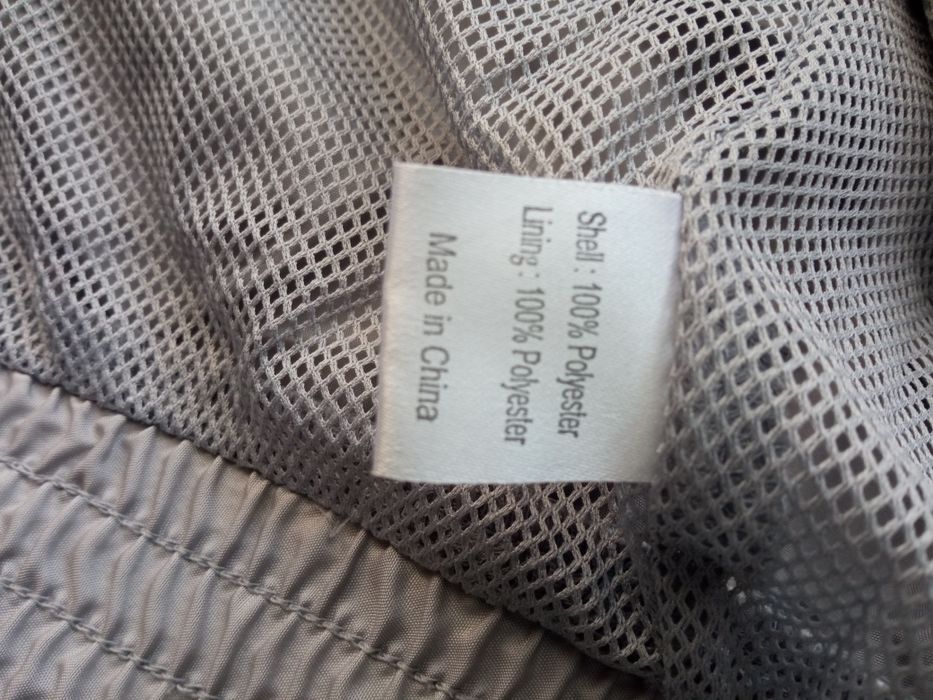 Shell : 100% Polyester
Lining : 100% Polyester
Made in China